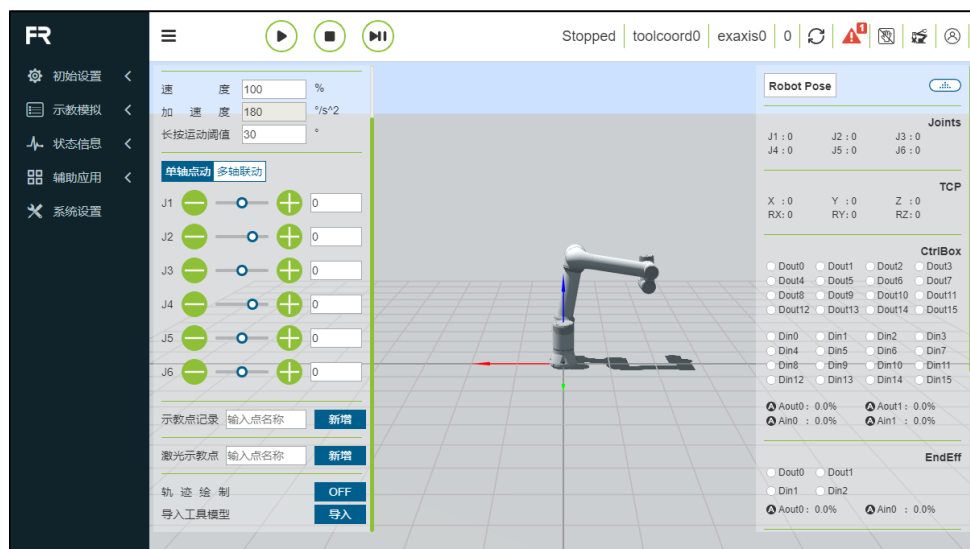 FR
Stopped toolcoord0 exaxis0 0 1
初始设置
示教模拟
状态信息
辅助应用
系统设置
速 度 100 %
加 速 度 180 °/s^2
长按运动阈值 30 °
单轴点动 多轴联动
J1 0
J2 0
J3 0
J4 0
J5 0
J6 0
示教点记录 输入点名称 新增
激光示教点 输入点名称 新增
轨 迹 绘 制 OFF
导入工具模型 导入
Robot Pose
Joints
J1 : 0 J2 : 0 J3 : 0
J4 : 0 J5 : 0 J6 : 0
TCP
X : 0 Y : 0 Z : 0
RX: 0 RY: 0 RZ: 0
CtrlBox
Dout0 Dout1 Dout2 Dout3
Dout4 Dout5 Dout6 Dout7
Dout8 Dout9 Dout10 Dout11
Dout12 Dout13 Dout14 Dout15
Din0 Din1 Din2 Din3
Din4 Din5 Din6 Din7
Din8 Din9 Din10 Din11
Din12 Din13 Din14 Din15
A Aout0 : 0.0% A Aout1 : 0.0%
A Ain0 : 0.0% A Ain1 : 0.0%
EndEff
Dout0 Dout1
Din1 Din2
A Aout0 : 0.0% A Ain0 : 0.0%